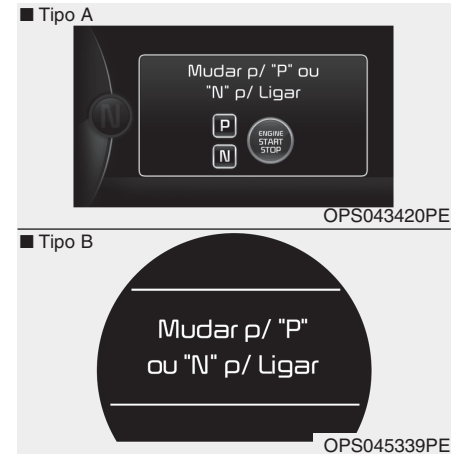 ■ Tipo A
Mudar p/ "P" ou
"N" p/ Ligar
N
P
ENGINE
START
STOP
N
OPS043420PE
■ Tipo B
Mudar p/ "P"
ou "N" p/ Ligar
OPS045339PE